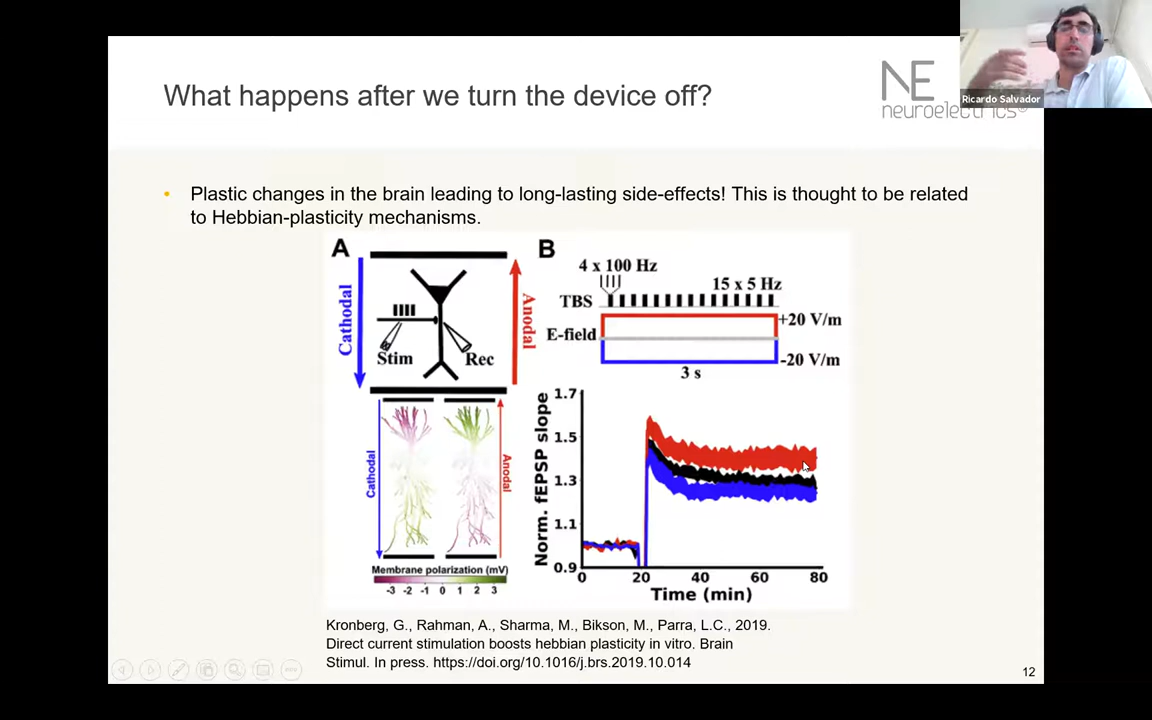 What happens after we turn the device off?
NE
neuroelectrics®
Ricardo Salvador
• Plastic changes in the brain leading to long-lasting side-effects! This is thought to be related
to Hebbian-plasticity mechanisms.
A
Cathodal
Stim
Rec
Anodal
Cathodal
Anodal
Membrane polarization (mV)
-3 -2 -1 0 1 2 3
B
4 x 100 Hz
15 x 5 Hz
TBS
E-field
+20 V/m
-20 V/m
3 s
Norm. fEPSP slope
1.7
1.5
1.3
1.1
0.9
0 20 40 60 80
Time (min)
Kronberg, G., Rahman, A., Sharma, M., Bikson, M., Parra, L.C., 2019.
Direct current stimulation boosts hebbian plasticity in vitro. Brain
Stimul. In press. https://doi.org/10.1016/j.brs.2019.10.014
12